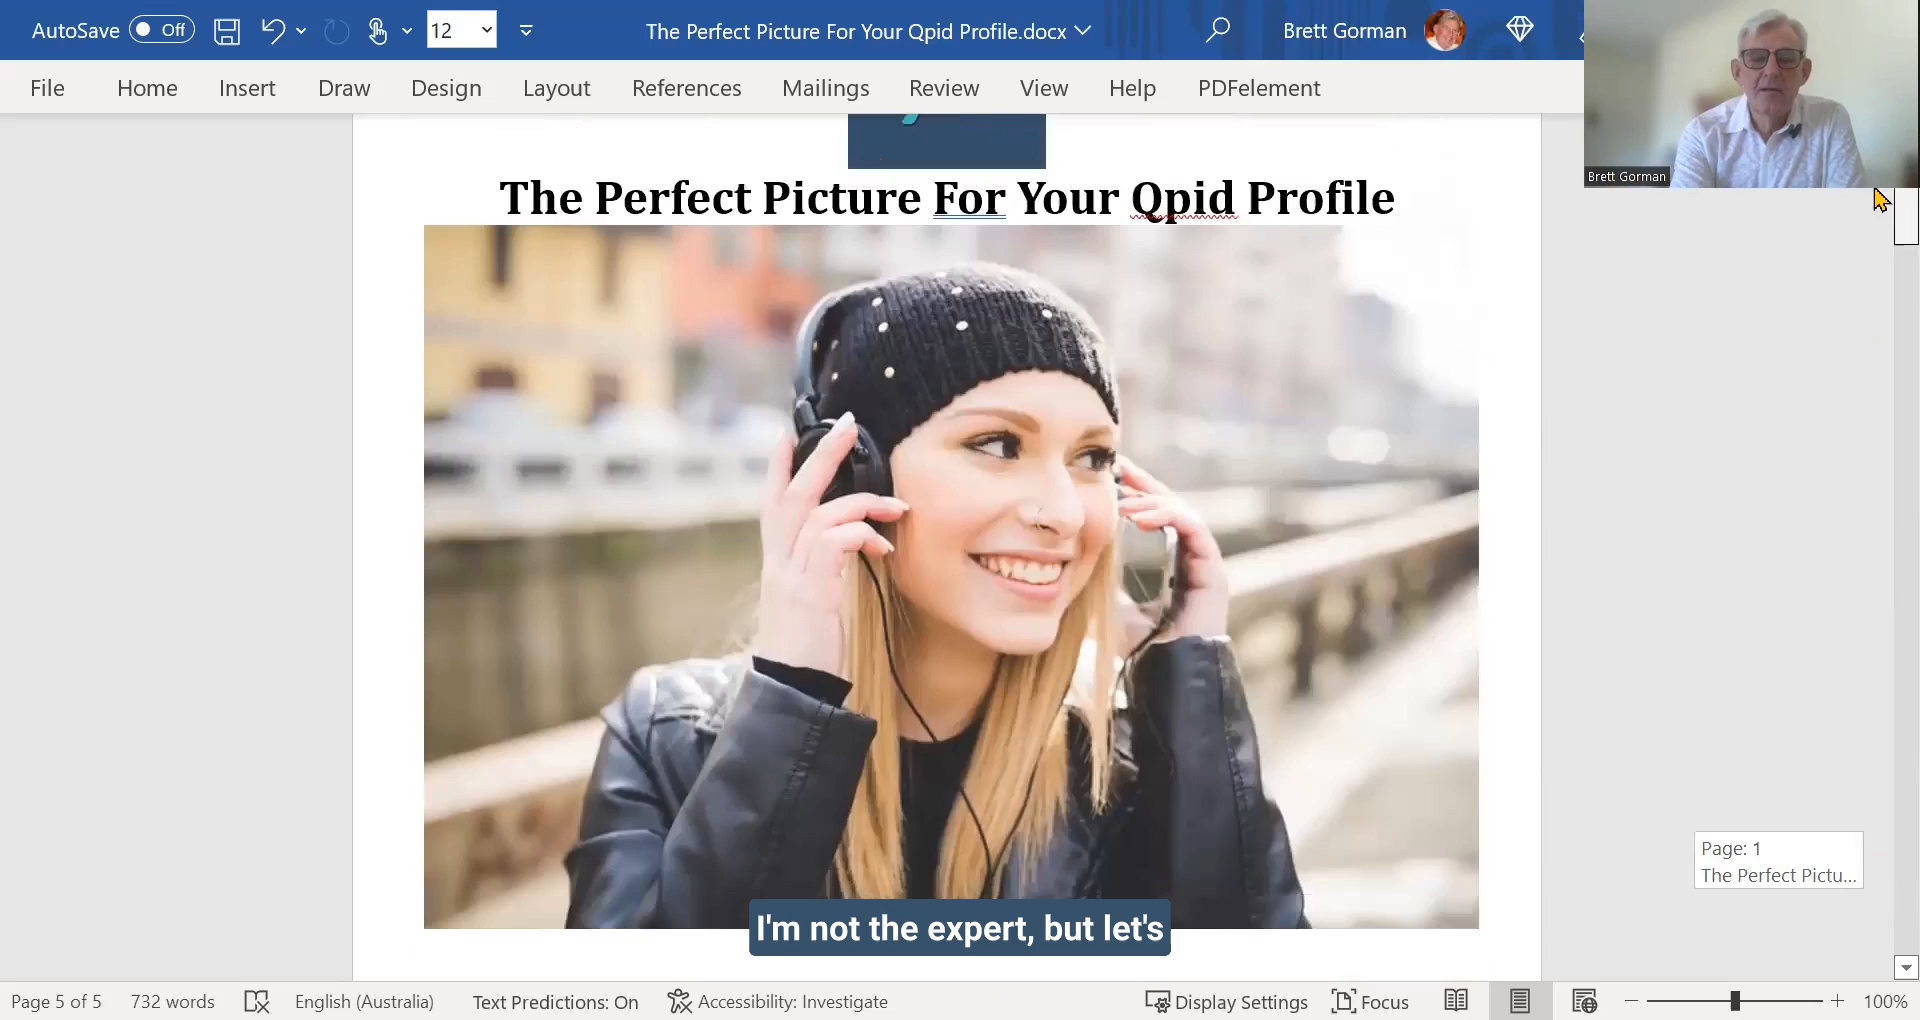 AutoSave Off 12 The Perfect Picture For Your Qpid Profile.docx Brett Gorman
File Home Insert Draw Design Layout References Mailings Review View Help PDFelement
Brett Gorman
The Perfect Picture For Your Qpid Profile
Page: 1
The Perfect Pictu...
I'm not the expert, but let's
Page 5 of 5 732 words English (Australia) Text Predictions: On Accessibility: Investigate Display Settings Focus 100%